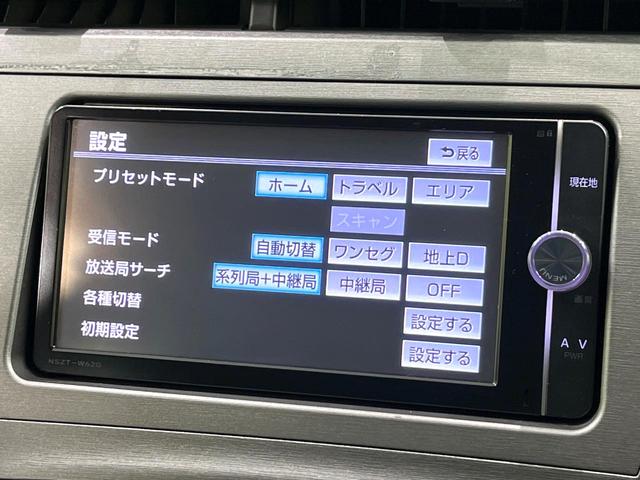 設定
戻る
プリセットモード ホーム トラベル エリア
スキャン
受信モード 自動切替 ワンセグ 地上D
放送局サーチ 系列局+中継局 中継局 OFF
各種切替 設定する
初期設定 設定する
NSZT-W62G
現在地
MENU
画面
A V
PWR